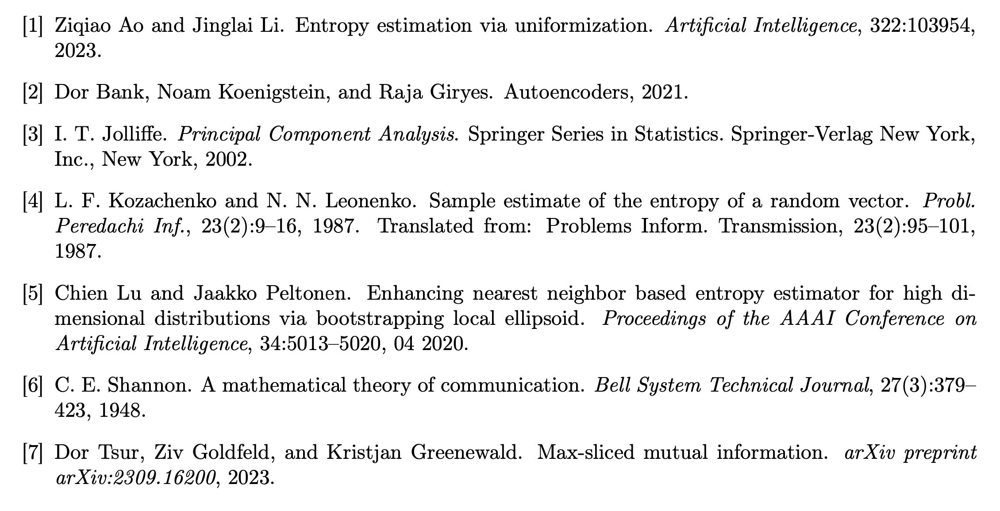 [1] Ziqiao Ao and Jinglai Li. Entropy estimation via uniformization. Artificial Intelligence, 322:103954,
2023.
[2] Dor Bank, Noam Koenigstein, and Raja Giryes. Autoencoders, 2021.
[3] I. T. Jolliffe. Principal Component Analysis. Springer Series in Statistics. Springer-Verlag New York,
Inc., New York, 2002.
[4] L. F. Kozachenko and N. N. Leonenko. Sample estimate of the entropy of a random vector. Probl.
Peredachi Inf., 23(2):9–16, 1987. Translated from: Problems Inform. Transmission, 23(2):95–101,
1987.
[5] Chien Lu and Jaakko Peltonen. Enhancing nearest neighbor based entropy estimator for high di-
mensional distributions via bootstrapping local ellipsoid. Proceedings of the AAAI Conference on
Artificial Intelligence, 34:5013–5020, 04 2020.
[6] C. E. Shannon. A mathematical theory of communication. Bell System Technical Journal, 27(3):379–
423, 1948.
[7] Dor Tsur, Ziv Goldfeld, and Kristjan Greenewald. Max-sliced mutual information. arXiv preprint
arXiv:2309.16200, 2023.